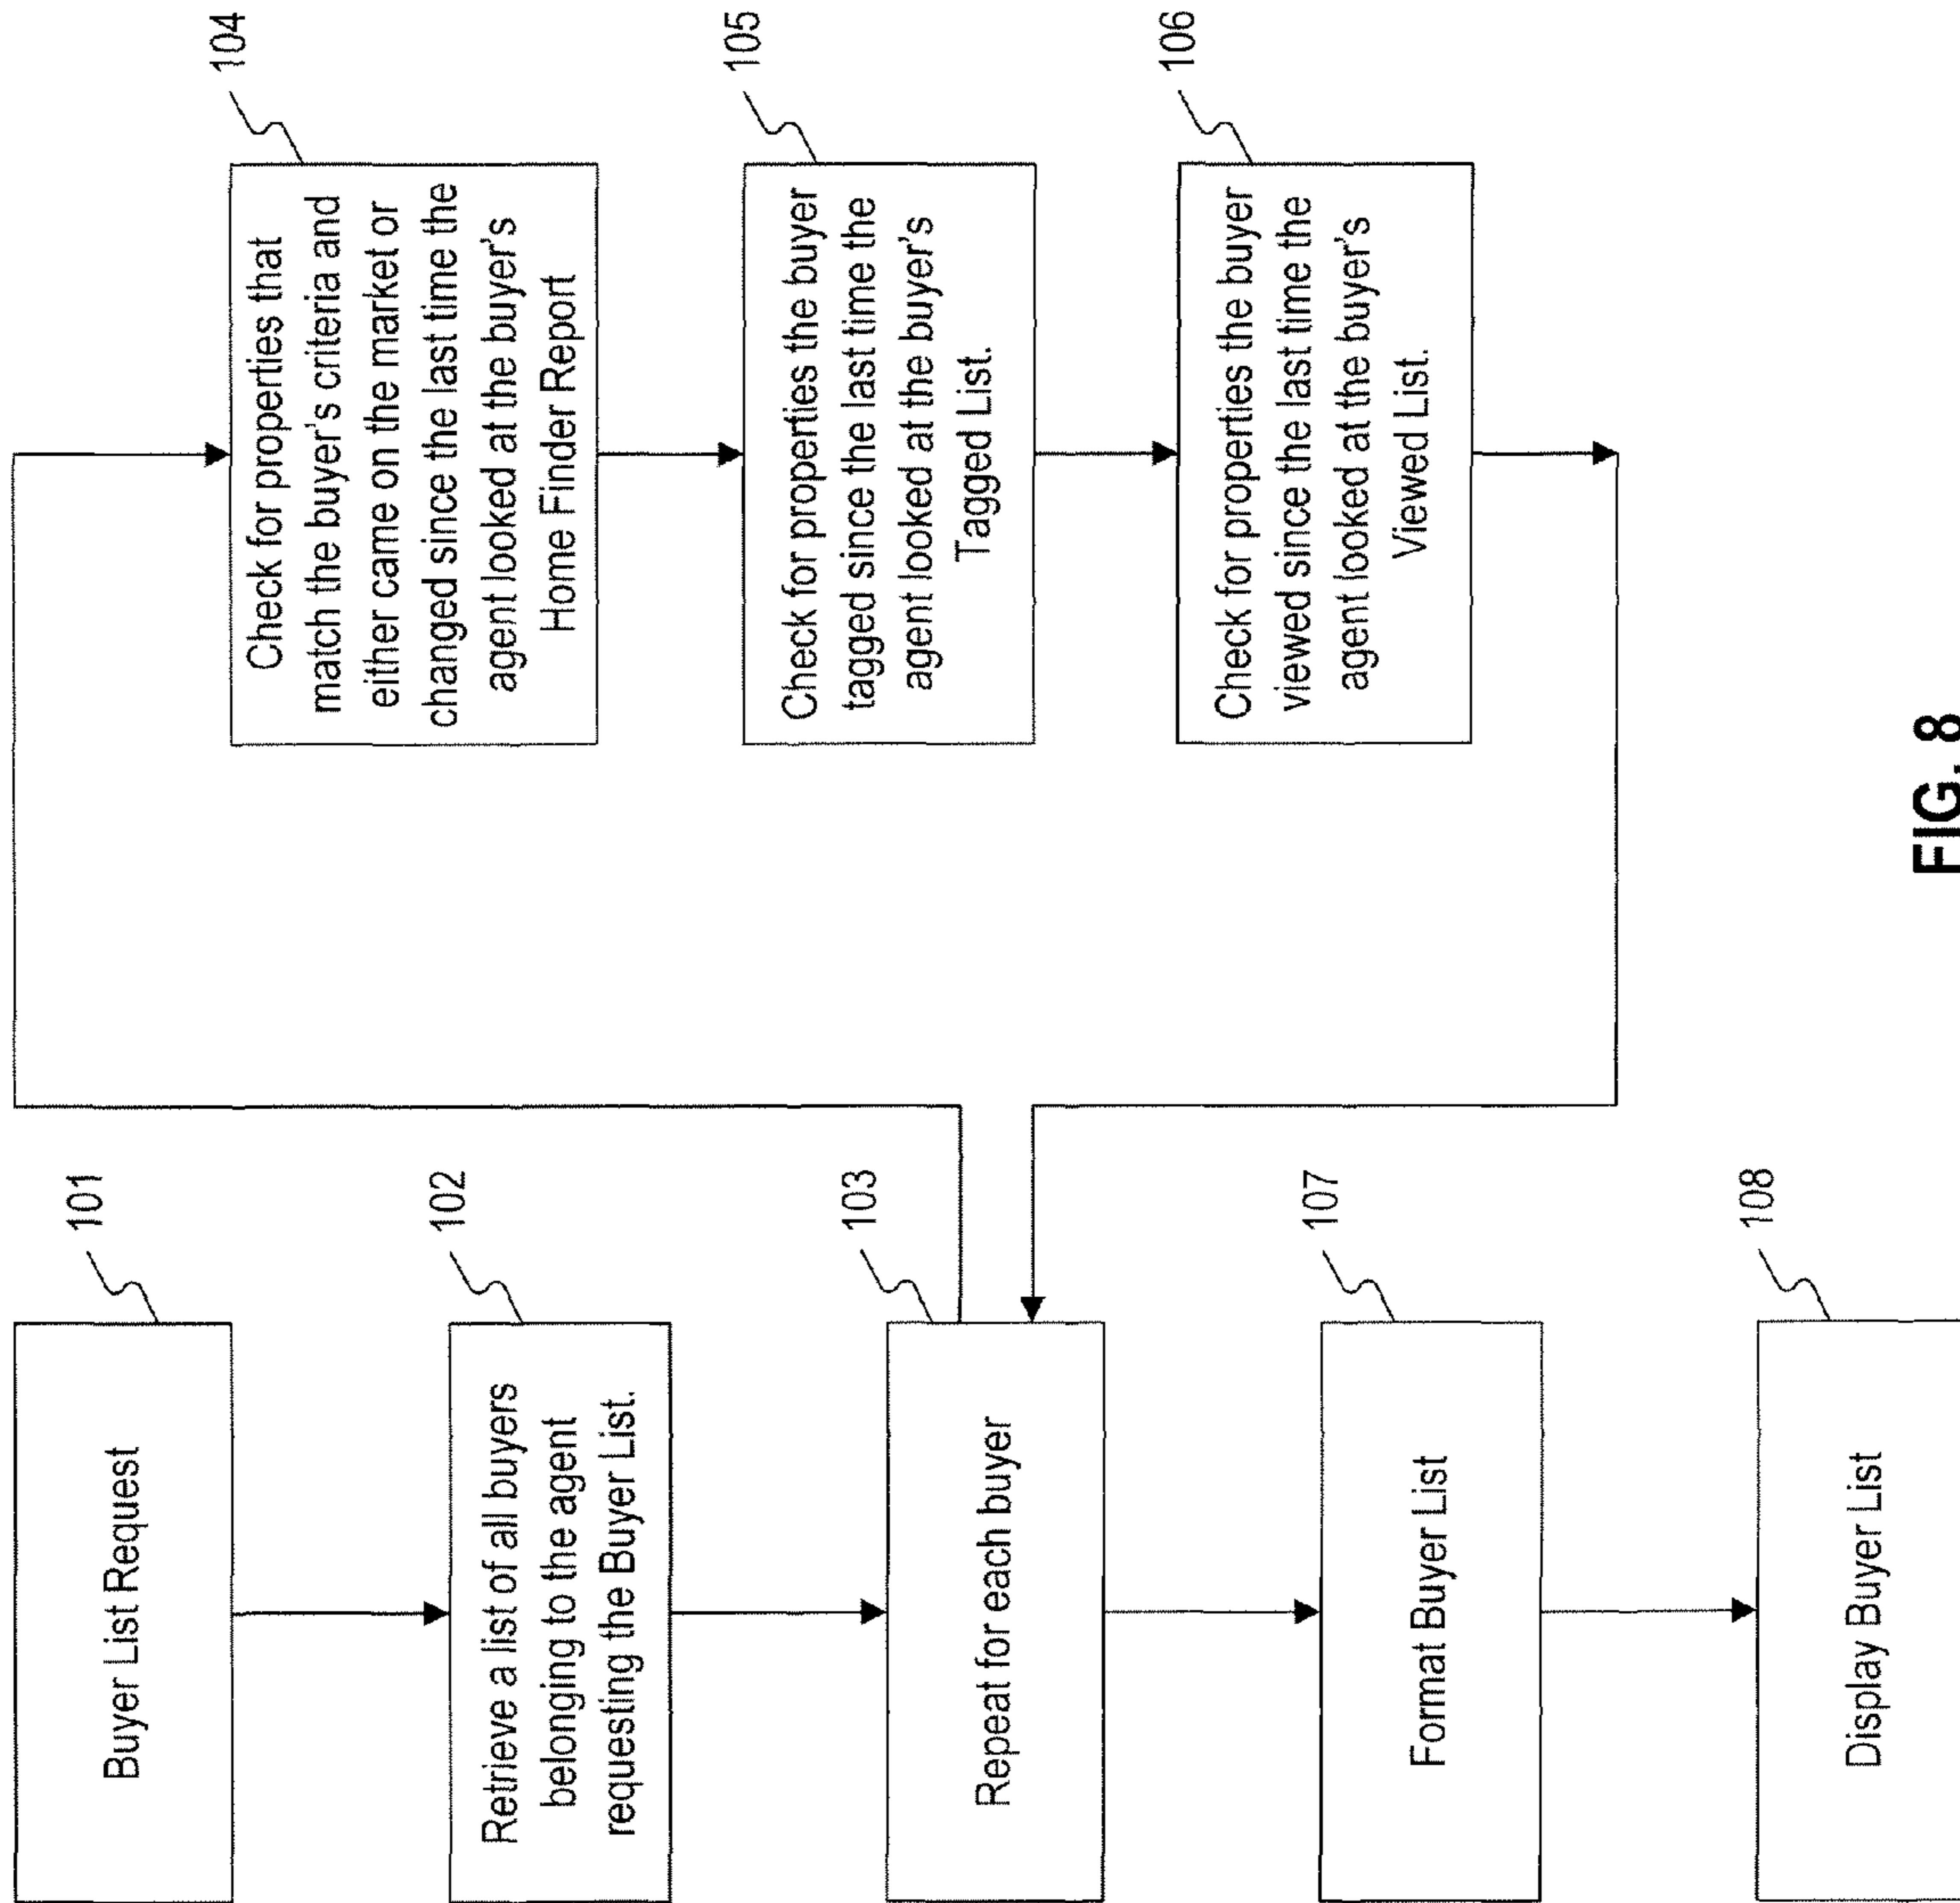 101
Buyer List Request
102
Retrieve a list of all buyers
belonging to the agent
requesting the Buyer List.
103
Repeat for each buyer
104
Check for properties that
match the buyer's criteria and
either came on the market or
changed since the last time the
agent looked at the buyer's
Home Finder Report
105
Check for properties the buyer
tagged since the last time the
agent looked at the buyer's
Tagged List.
106
Check for properties the buyer
viewed since the last time the
agent looked at the buyer's
Viewed List.
107
Format Buyer List
108
Display Buyer List
FIG. 8